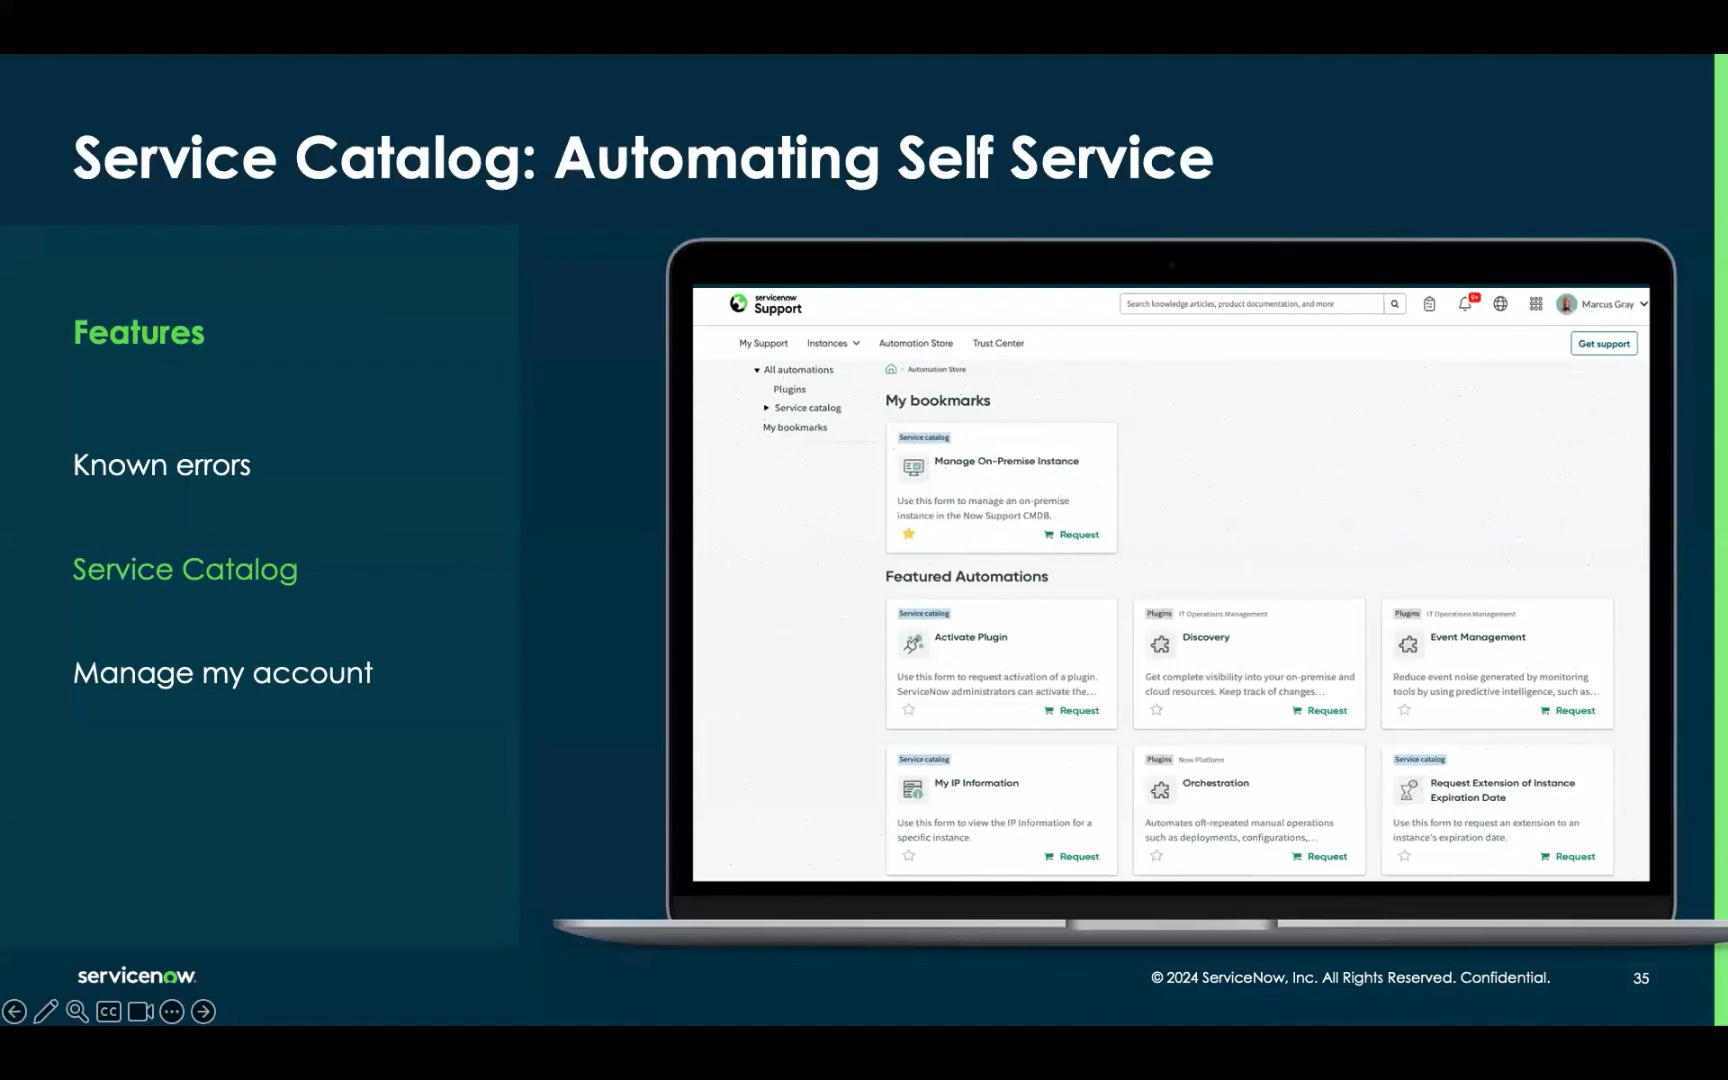 Service Catalog: Automating Self Service
Features
Known errors
Service Catalog
Manage my account
servicenow
Support
Search knowledge articles, product documentation, and more
9+
Marcus Gray
My Support
Instances
Automation Store
Trust Center
Get support
All automations
Plugins
Service catalog
My bookmarks
Automation Store
My bookmarks
Service catalog
Manage On-Premise Instance
Use this form to manage an on-premise
instance in the Now Support CMDB.
Request
Featured Automations
Service catalog
Activate Plugin
Use this form to request activation of a plugin.
ServiceNow administrators can activate the...
Request
Plugins IT Operations Management
Discovery
Get complete visibility into your on-premise and
cloud resources. Keep track of changes...
Request
Plugins IT Operations Management
Event Management
Reduce event noise generated by monitoring
tools by using predictive intelligence, such as...
Request
Service catalog
My IP Information
Use this form to view the IP Information for a
specific instance.
Request
Plugins Now Platform
Orchestration
Automates oft-repeated manual operations
such as deployments, configurations,...
Request
Service catalog
Request Extension of Instance
Expiration Date
Use this form to request an extension to an
instance's expiration date.
Request
servicenow.
© 2024 ServiceNow, Inc. All Rights Reserved. Confidential.
35
CC